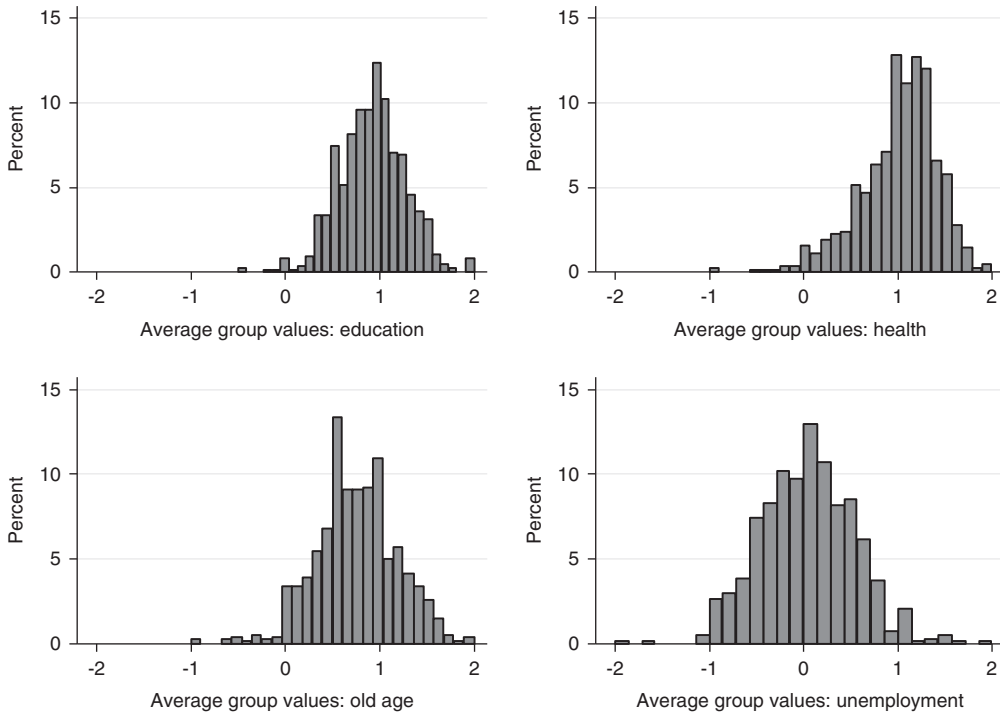 15
10
5
0
Percent
-2 -1 0 1 2
Average group values: education
15
10
5
0
Percent
-2 -1 0 1 2
Average group values: health
15
10
5
0
Percent
-2 -1 0 1 2
Average group values: old age
15
10
5
0
Percent
-2 -1 0 1 2
Average group values: unemployment